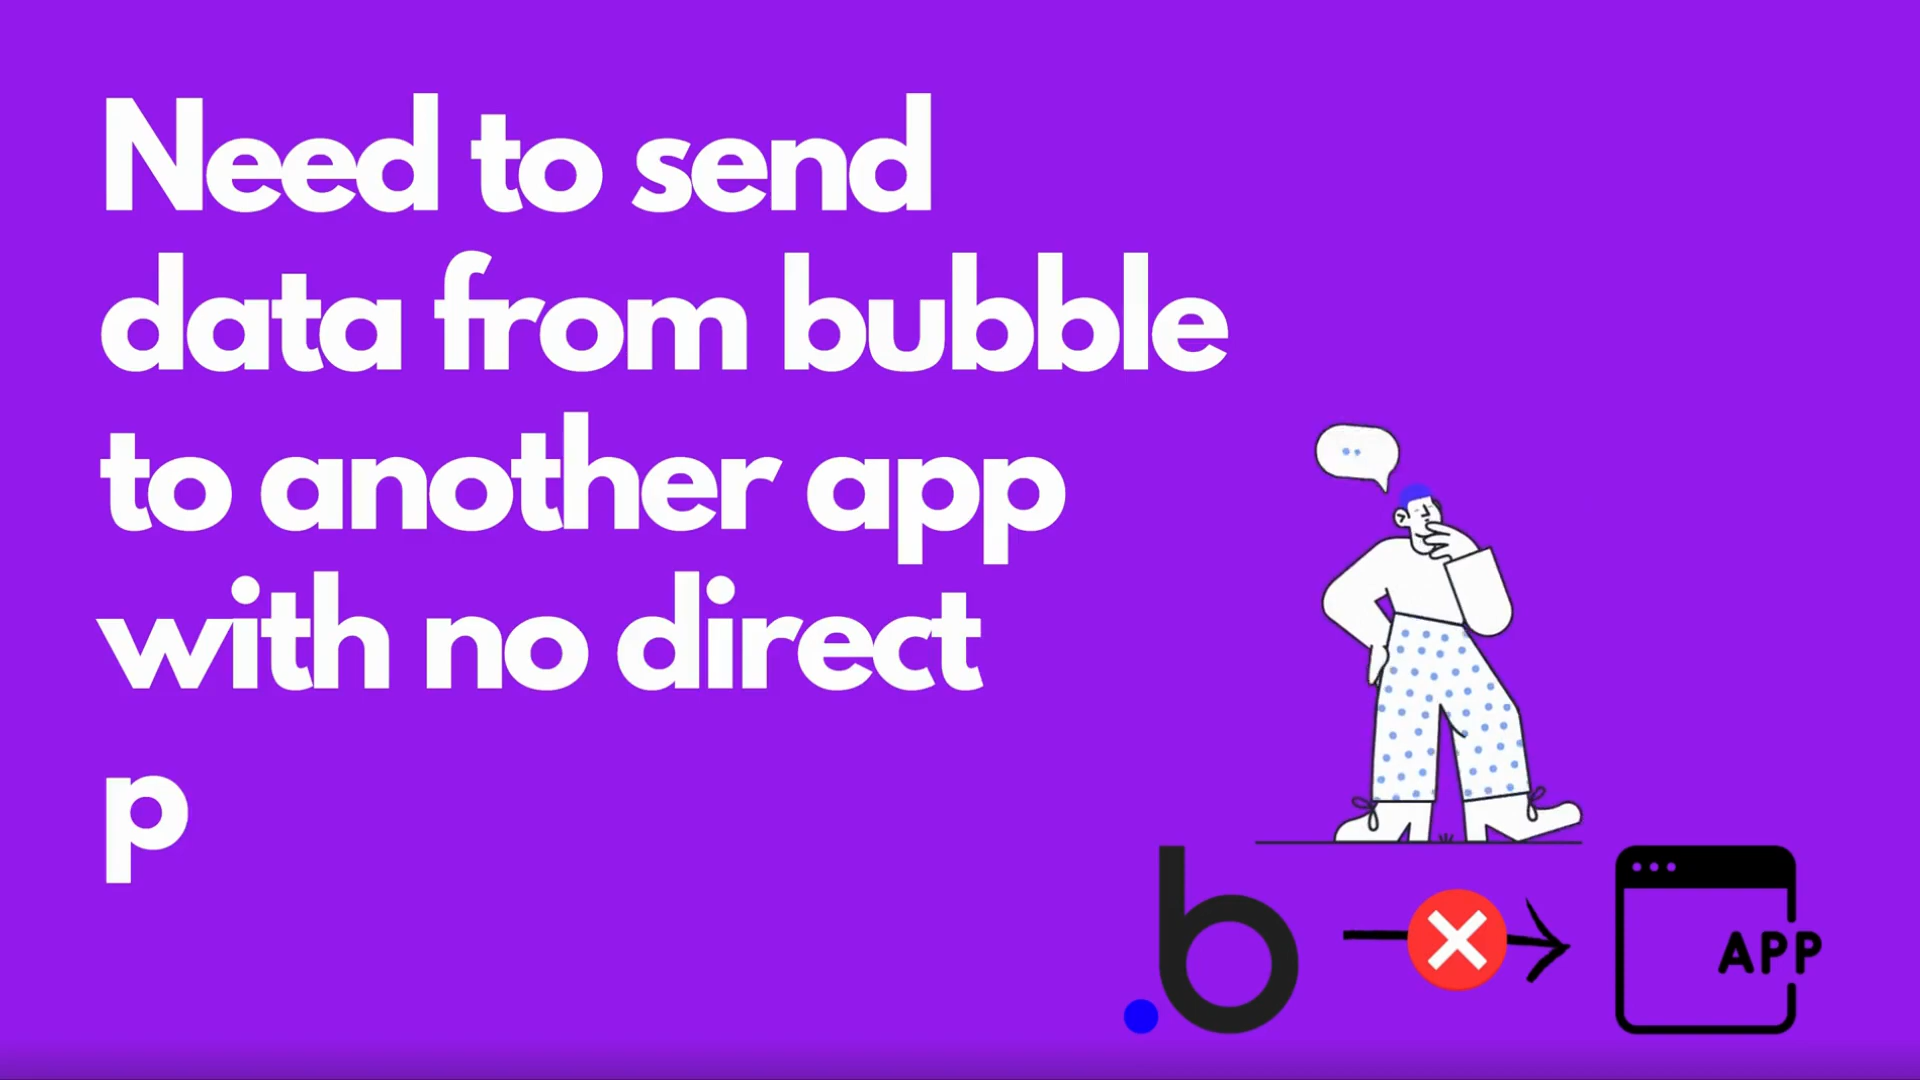 Need to send
data from bubble
to another app
with no direct
p
.b
APP